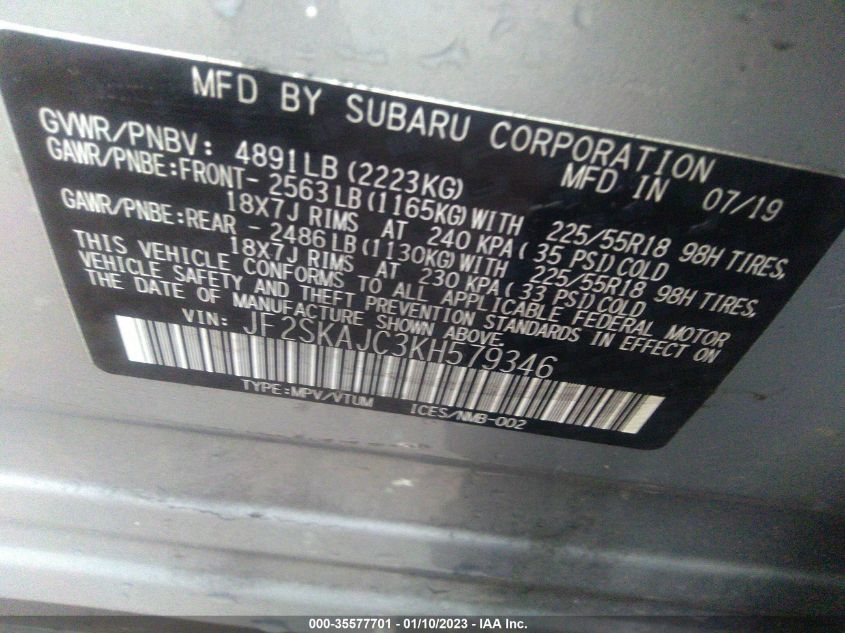 MFD BY SUBARU CORPORATION
GVWR/PNBV: 4891LB (2223KG) MFD IN 07/19
GAWR/PNBE:FRONT- 2563LB (1165KG)WITH 225/55R18 98H TIRES,
18X7J RIMS AT 240 KPA( 35 PSI)COLD
GAWR/PNBE:REAR - 2486LB (1130KG)WITH 225/55R18 98H TIRES,
18X7J RIMS AT 230 KPA( 33 PSI)COLD
THIS VEHICLE CONFORMS TO ALL APPLICABLE FEDERAL MOTOR
VEHICLE SAFETY AND THEFT PREVENTION STANDARDS IN EFFECT ON
THE DATE OF MANUFACTURE SHOWN ABOVE.
VIN: JF2SKAJC3KH579346
TYPE:MPV/VTUM ICES/NMB-002
000-35577701 - 01/10/2023 - IAA Inc.